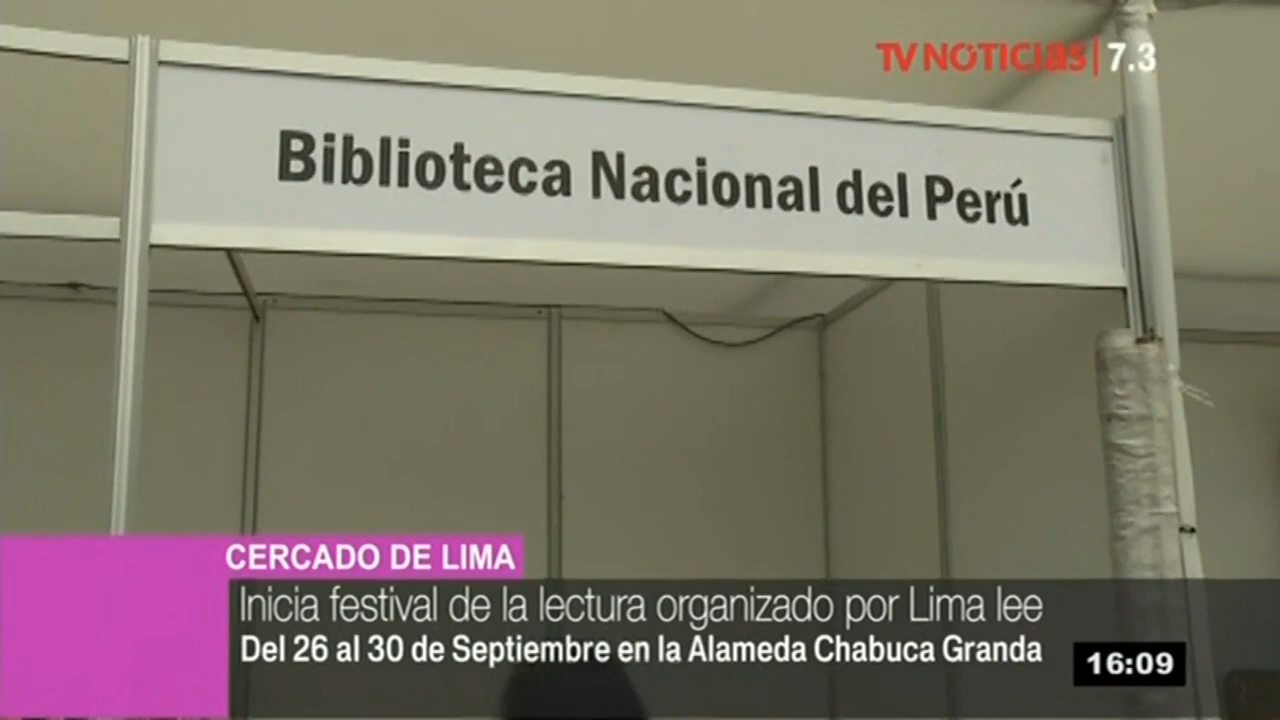 TV NOTICIAS | 7.3
Biblioteca Nacional del Perú
CERCADO DE LIMA
Inicia festival de la lectura organizado por Lima lee
Del 26 al 30 de Septiembre en la Alameda Chabuca Granda
16:09